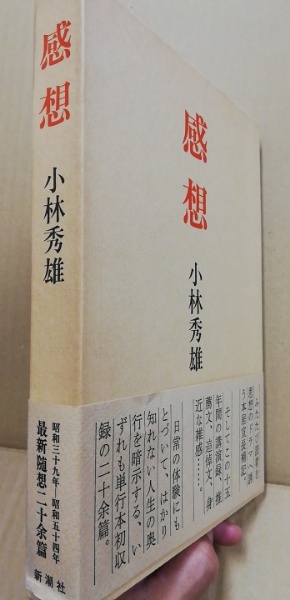 感想
小林秀雄
昭和三十九年―昭和五十四年
最新随想二十余篇
新潮社
感想
小林秀雄
そしてこの十五
年間の講演録、推
薦文、追悼文、身
近な雑感……。
日常の体験にも
とづいて、はかり
知れない人生の奥
行を暗示する、い
ずれも単行本初収
録の二十余篇。